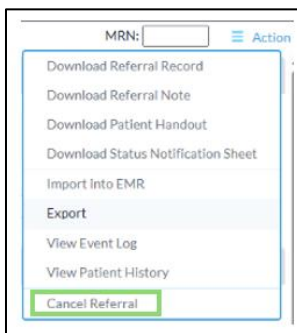 MRN: Action
Download Referral Record
Download Referral Note
Download Patient Handout
Download Status Notification Sheet
Import into EMR
Export
View Event Log
View Patient History
Cancel Referral